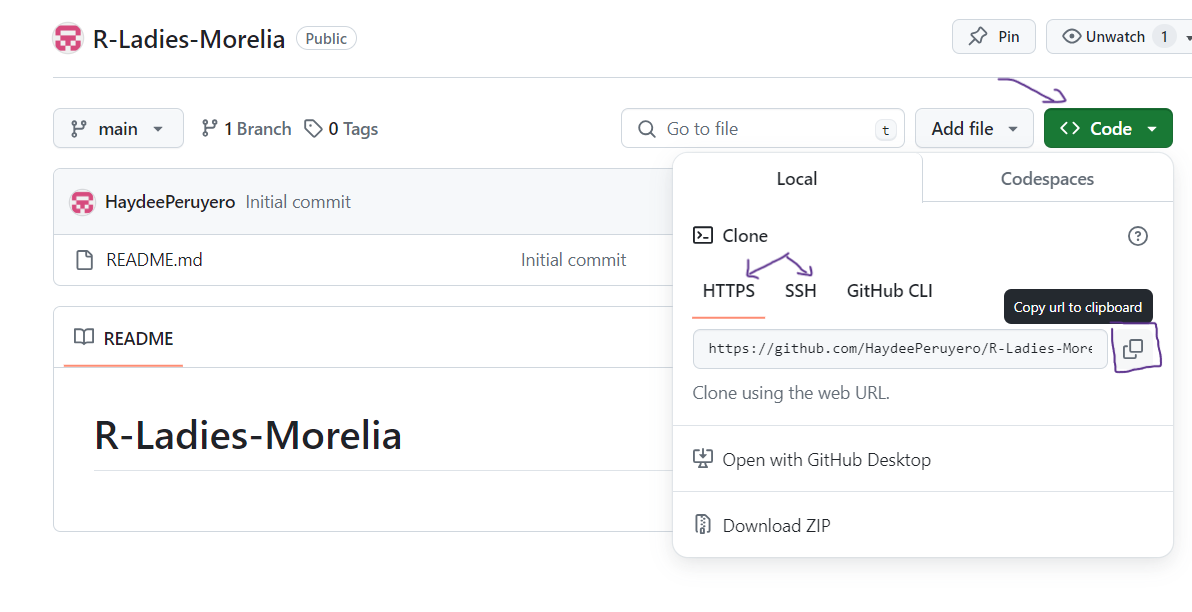 R-Ladies-Morelia Public Pin Unwatch 1
main 1 Branch 0 Tags Go to file t Add file <> Code
Local Codespaces
HaydeePeruyero Initial commit
Clone
README.md Initial commit
HTTPS SSH GitHub CLI
Copy url to clipboard
README
https://github.com/HaydeePeruyero/R-Ladies-More
Clone using the web URL.
R-Ladies-Morelia
Open with GitHub Desktop
Download ZIP